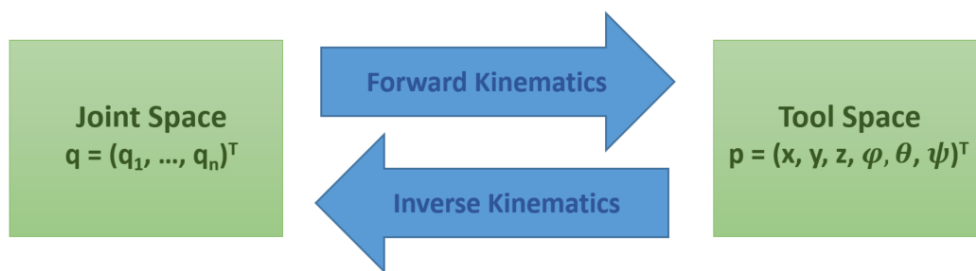 Joint Space
q = (q₁, ..., qₙ)ᵀ
Forward Kinematics
Inverse Kinematics
Tool Space
p = (x, y, z, φ, θ, ψ)ᵀ